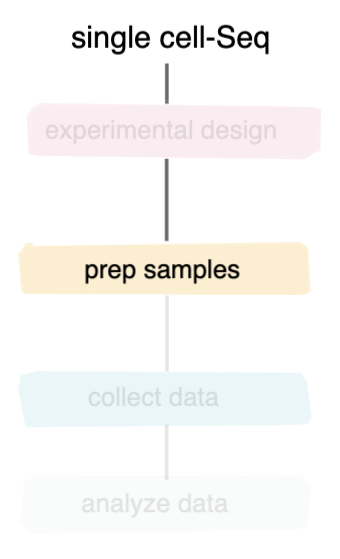 single cell-Seq
experimental design
prep samples
collect data
analyze data